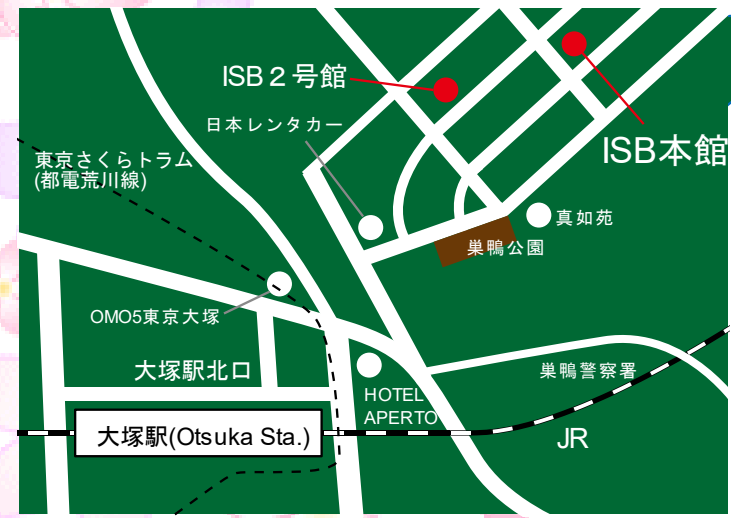 ISB２号館
日本レンタカー
ISB本館
東京さくらトラム
(都電荒川線)
真如苑
巣鴨公園
OMO5東京大塚
大塚駅北口
巣鴨警察署
HOTEL
APERTO
大塚駅(Otsuka Sta.)
JR